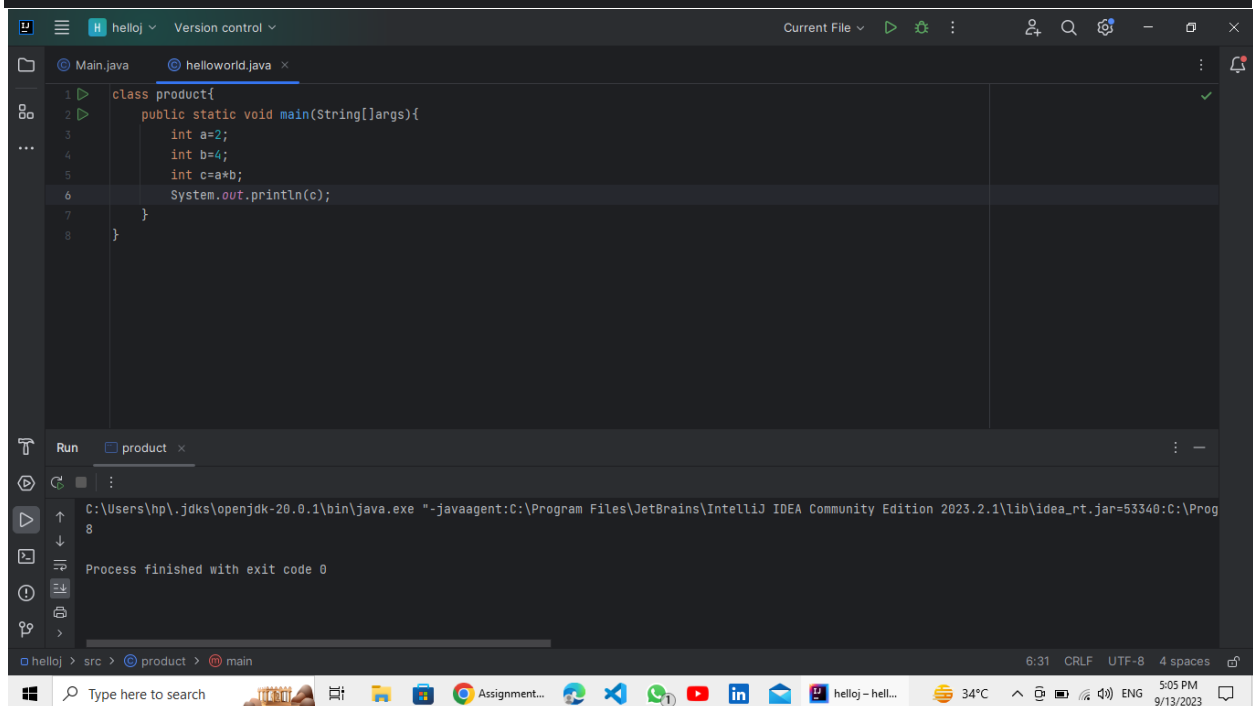 H helloj Version control Current File
Main.java helloworld.java
1 class product{
2 public static void main(String[]args){
3 int a=2;
4 int b=4;
5 int c=a*b;
6 System.out.println(c);
7 }
8 }
Run product
C:\Users\hp\.jdks\openjdk-20.0.1\bin\java.exe "-javaagent:C:\Program Files\JetBrains\IntelliJ IDEA Community Edition 2023.2.1\lib\idea_rt.jar=53340:C:\Prog
8
Process finished with exit code 0
helloj > src > product > main 6:31 CRLF UTF-8 4 spaces
Type here to search Assignment... helloj – hell... 34°C ENG 5:05 PM
9/13/2023